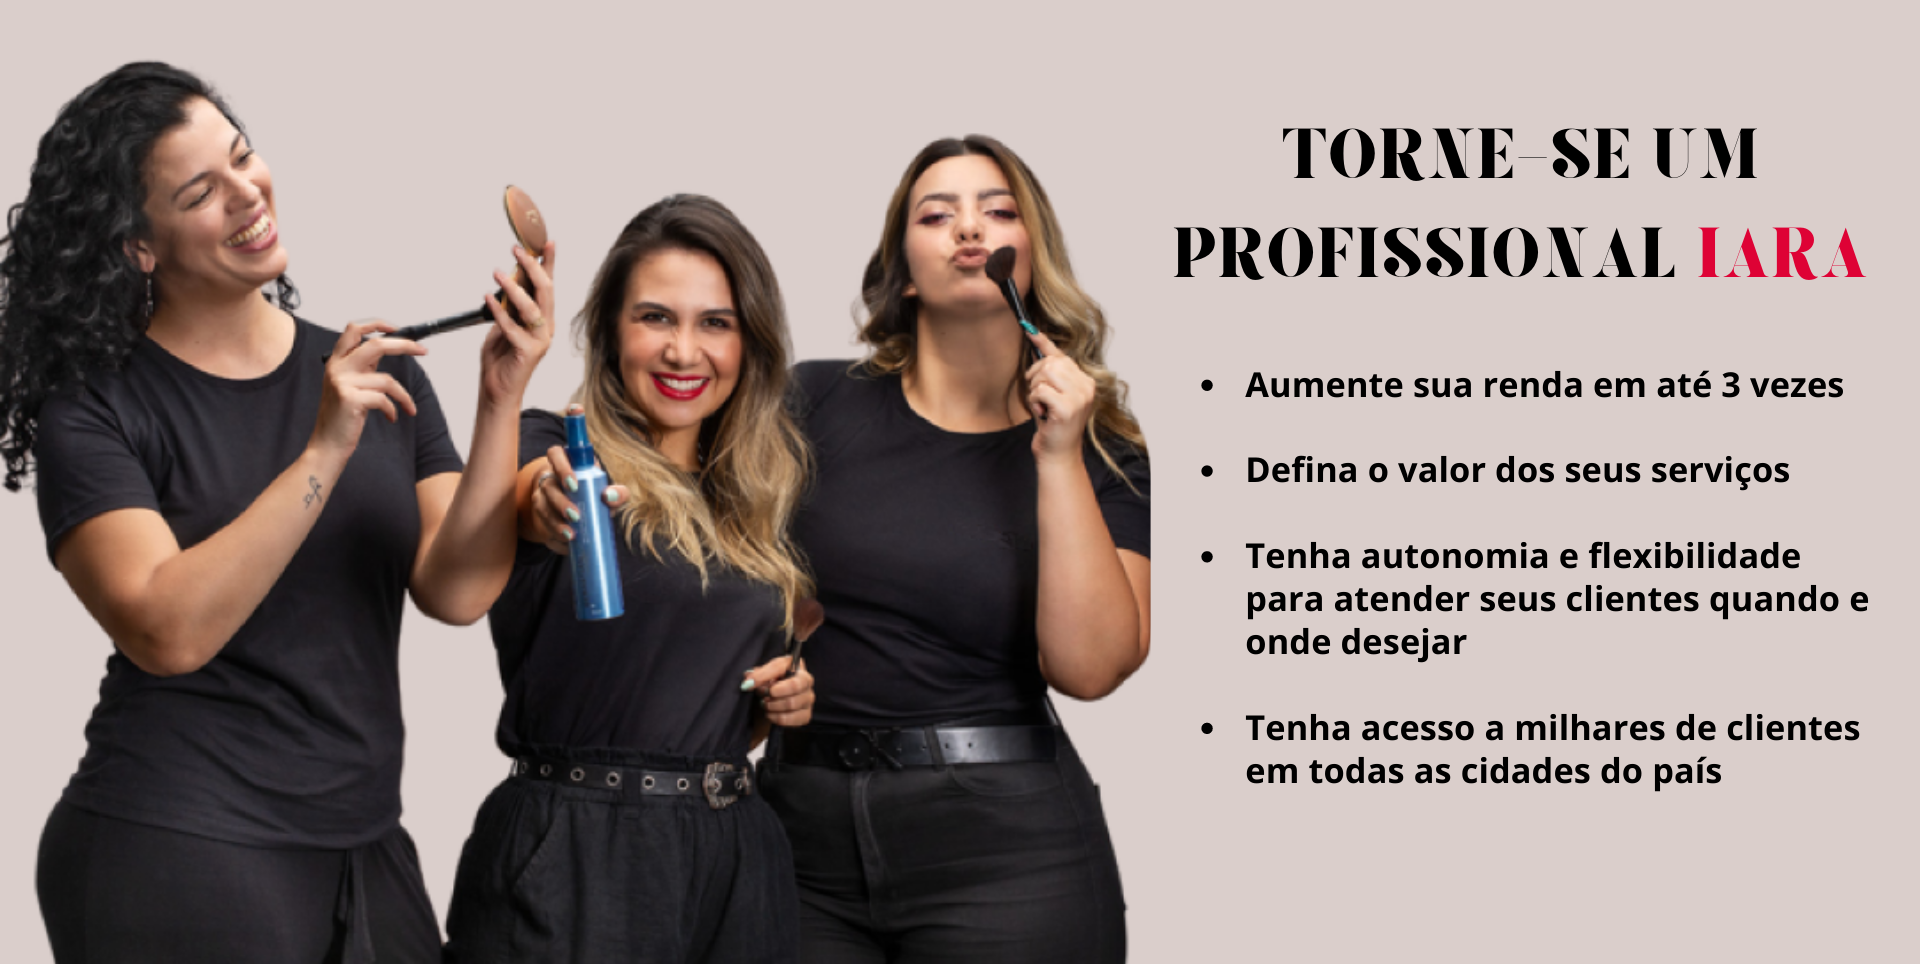 TORNE-SE UM
PROFISSIONAL IARA
• Aumente sua renda em até 3 vezes
• Defina o valor dos seus serviços
• Tenha autonomia e flexibilidade
para atender seus clientes quando e
onde desejar
• Tenha acesso a milhares de clientes
em todas as cidades do país